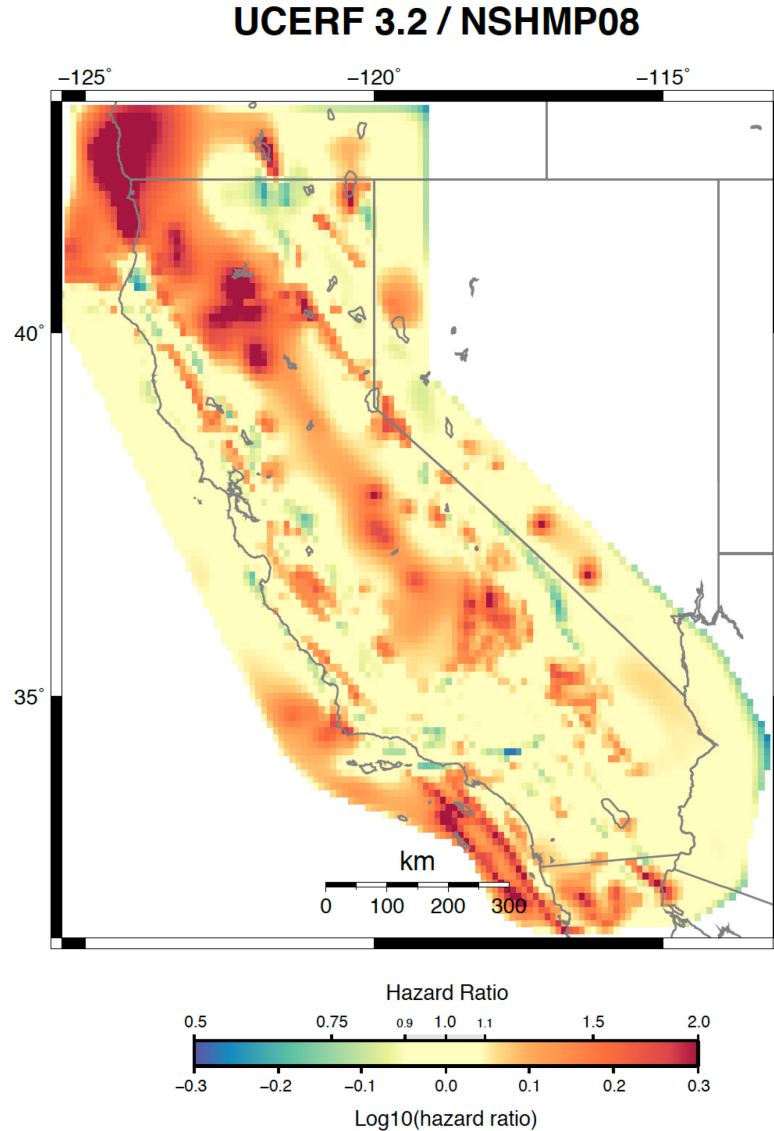 UCERF 3.2 / NSHMP08
−125° −120° −115°
40°
35°
km
0 100 200 300
Hazard Ratio
0.5 0.75 0.9 1.0 1.1 1.5 2.0
−0.3 −0.2 −0.1 0.0 0.1 0.2 0.3
Log10(hazard ratio)